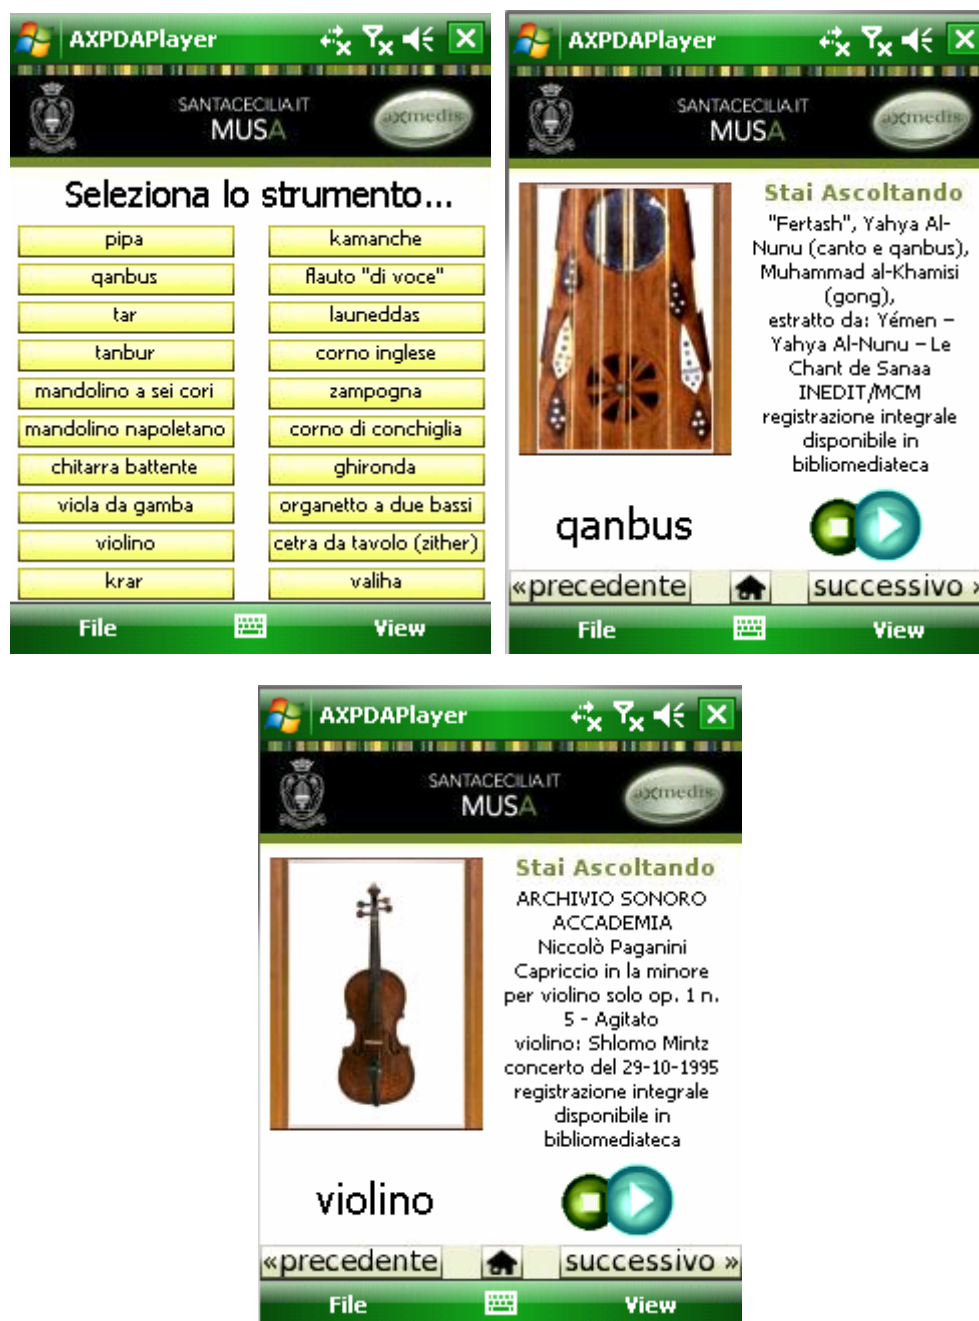 AXPDAPlayer
SANTACECILIA.IT
MUSA
axmedis
Seleziona lo strumento...
pipa
kamanche
qanbus
flauto "di voce"
tar
launeddas
tanbur
corno inglese
mandolino a sei cori
zampogna
mandolino napoletano
corno di conchiglia
chitarra battente
ghironda
viola da gamba
organetto a due bassi
violino
cetra da tavolo (zither)
krar
valiha
File
View
AXPDAPlayer
SANTACECILIA.IT
MUSA
axmedis
Stai Ascoltando
"Fertash", Yahya Al-
Nunu (canto e qanbus),
Muhammad al-Khamisi
(gong),
estratto da: Yémen –
Yahya Al-Nunu – Le
Chant de Sanaa
INEDIT/MCM
registrazione integrale
disponibile in
bibliomediateca
qanbus
«precedente
successivo »
File
View
AXPDAPlayer
SANTACECILIA.IT
MUSA
axmedis
Stai Ascoltando
ARCHIVIO SONORO
ACCADEMIA
Niccolò Paganini
Capriccio in la minore
per violino solo op. 1 n.
5 - Agitato
violino: Shlomo Mintz
concerto del 29-10-1995
registrazione integrale
disponibile in
bibliomediateca
violino
«precedente
successivo »
File
View